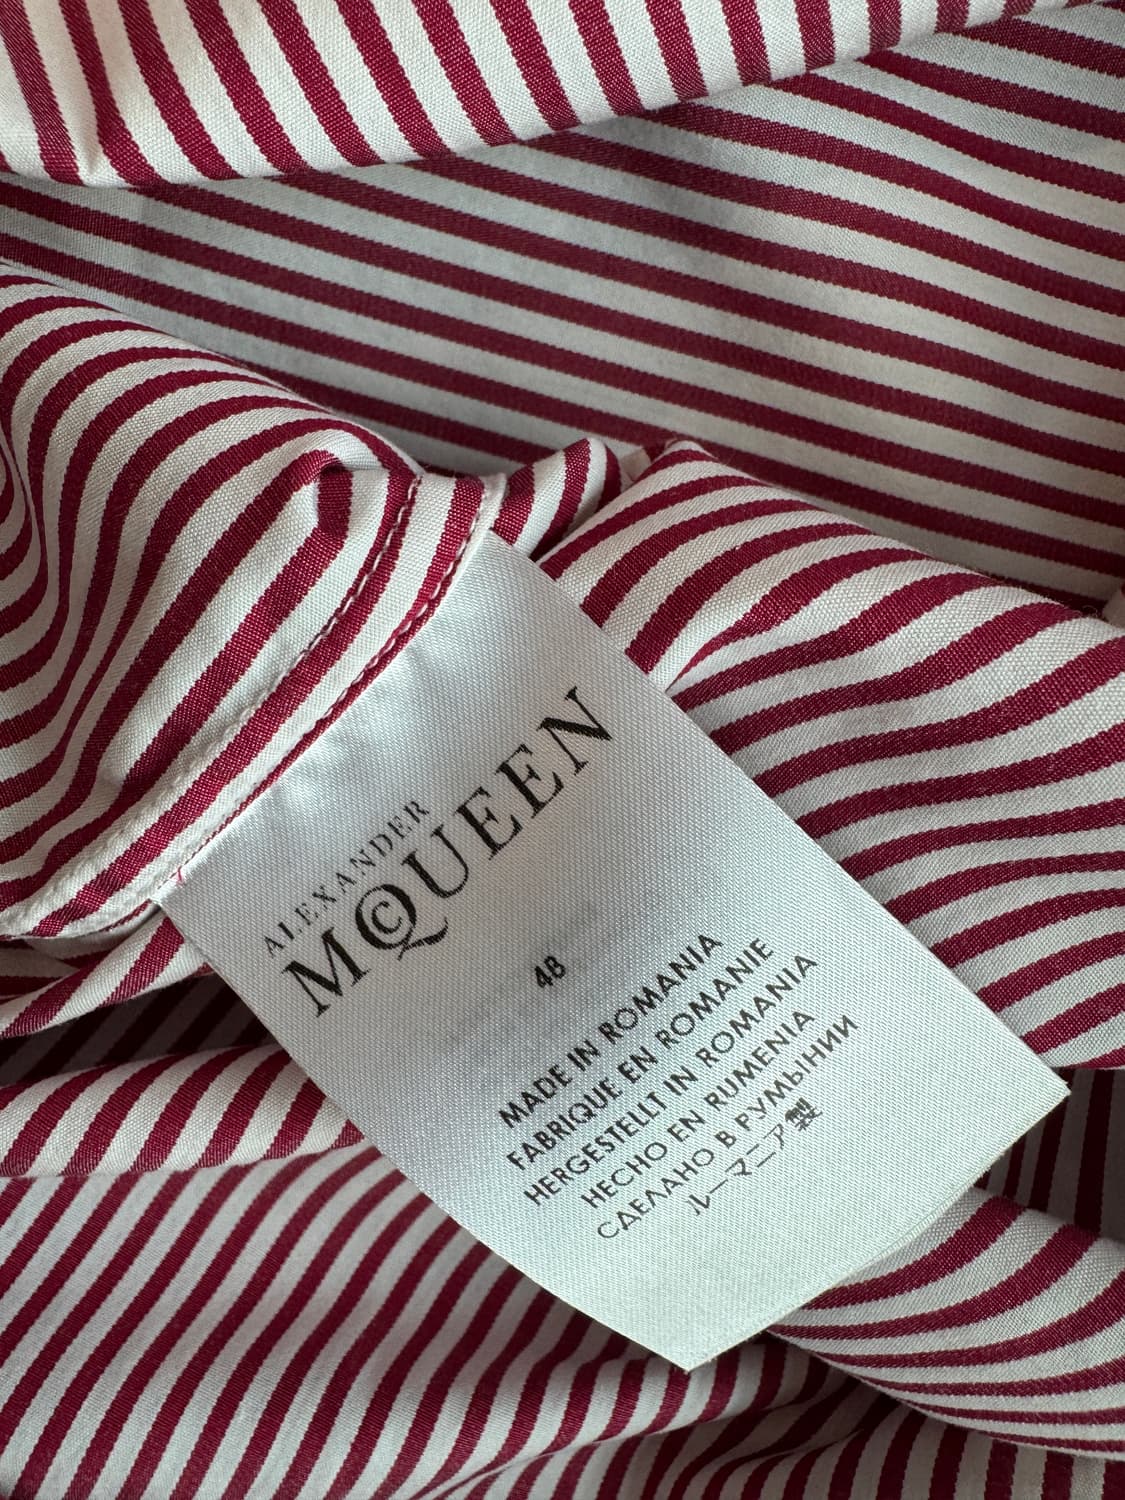 ALEXANDER
MCQUEEN
48
MADE IN ROMANIA
FABRIQUE EN ROMANIE
HERGESTELLT IN ROMANIA
HECHO EN RUMENIA
СДЕЛАНО В РУМЫНИИ
ルーマニア製